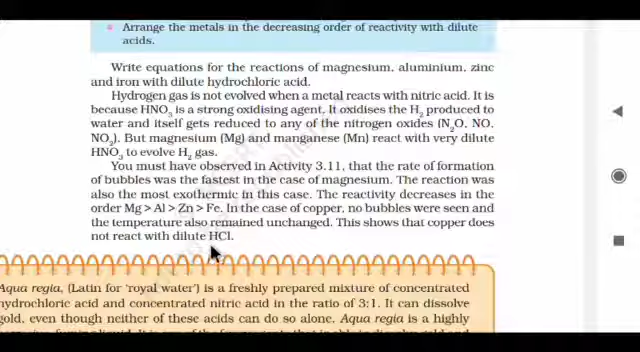 Arrange the metals in the decreasing order of reactivity with dilute
acids.
Write equations for the reactions of magnesium, aluminium, zinc
and iron with dilute hydrochloric acid.
Hydrogen gas is not evolved when a metal reacts with nitric acid. It is
because HNO₃ is a strong oxidising agent. It oxidises the H₂ produced to
water and itself gets reduced to any of the nitrogen oxides (N₂O, NO,
NO₂). But magnesium (Mg) and manganese (Mn) react with very dilute
HNO₃ to evolve H₂ gas.
You must have observed in Activity 3.11, that the rate of formation
of bubbles was the fastest in the case of magnesium. The reaction was
also the most exothermic in this case. The reactivity decreases in the
order Mg > Al > Zn > Fe. In the case of copper, no bubbles were seen and
the temperature also remained unchanged. This shows that copper does
not react with dilute HCl.
Aqua regia, (Latin for 'royal water') is a freshly prepared mixture of concentrated
hydrochloric acid and concentrated nitric acid in the ratio of 3:1. It can dissolve
gold, even though neither of these acids can do so alone. Aqua regia is a highly